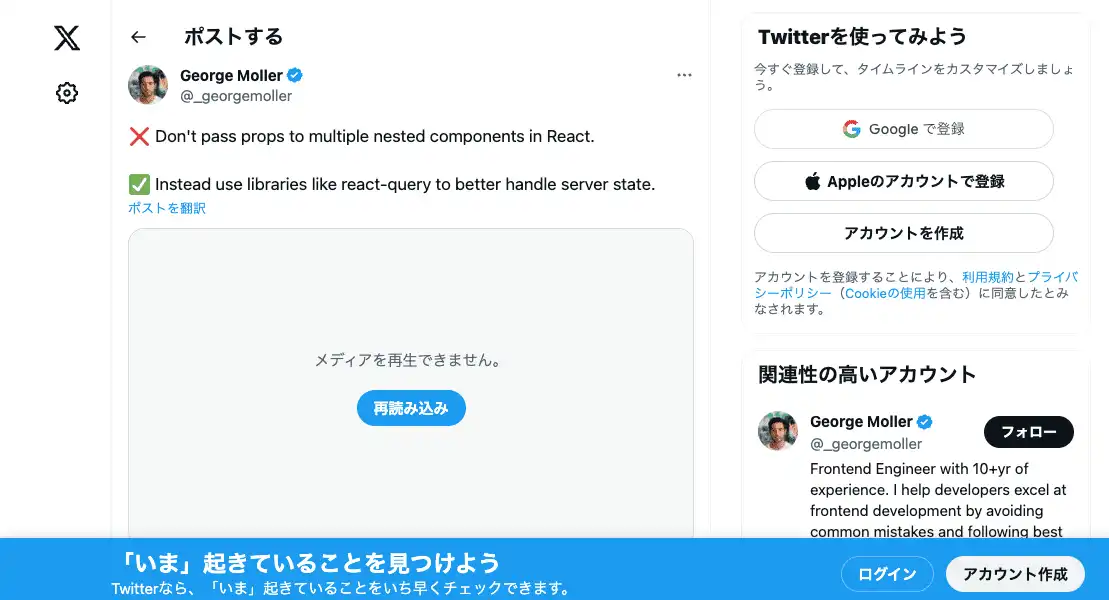 ポストする
George Moller
@_georgemoller
❌ Don't pass props to multiple nested components in React.
✅ Instead use libraries like react-query to better handle server state.
ポストを翻訳
メディアを再生できません。
再読み込み
Twitterを使ってみよう
今すぐ登録して、タイムラインをカスタマイズしましょ
う。
Google で登録
Appleのアカウントで登録
アカウントを作成
アカウントを登録することにより、利用規約とプライバ
シーポリシー（Cookieの使用を含む）に同意したとみ
なされます。
関連性の高いアカウント
George Moller
@_georgemoller
フォロー
Frontend Engineer with 10+yr of
experience. I help developers excel at
frontend development by avoiding
common mistakes and following best
「いま」起きていることを見つけよう
Twitterなら、「いま」起きていることをいち早くチェックできます。
ログイン
アカウント作成